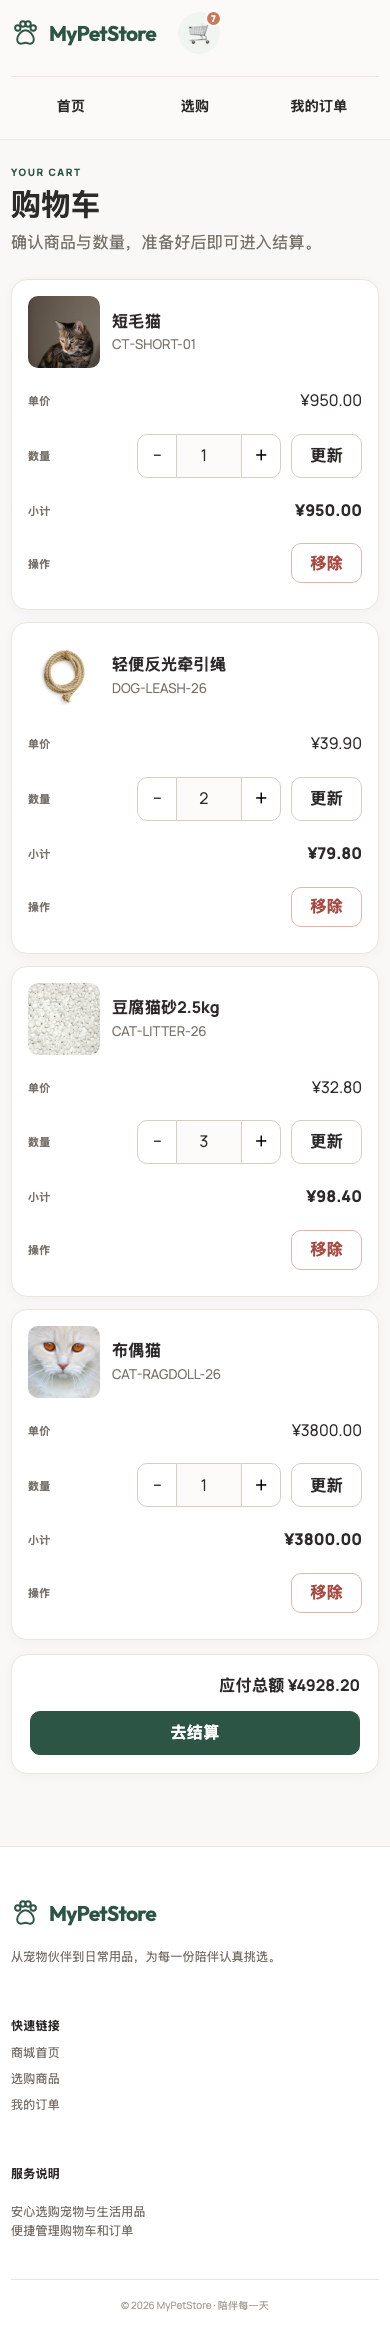 MyPetStore
7
首页 选购 我的订单
YOUR CART
购物车
确认商品与数量，准备好后即可进入结算。
短毛猫
CT-SHORT-01
单价 ¥950.00
数量 − 1 + 更新
小计 ¥950.00
操作 移除
轻便反光牵引绳
DOG-LEASH-26
单价 ¥39.90
数量 − 2 + 更新
小计 ¥79.80
操作 移除
豆腐猫砂2.5kg
CAT-LITTER-26
单价 ¥32.80
数量 − 3 + 更新
小计 ¥98.40
操作 移除
布偶猫
CAT-RAGDOLL-26
单价 ¥3800.00
数量 − 1 + 更新
小计 ¥3800.00
操作 移除
应付总额 ¥4928.20
去结算
MyPetStore
从宠物伙伴到日常用品，为每一份陪伴认真挑选。
快速链接
商城首页
选购商品
我的订单
服务说明
安心选购宠物与生活用品
便捷管理购物车和订单
© 2026 MyPetStore · 陪伴每一天